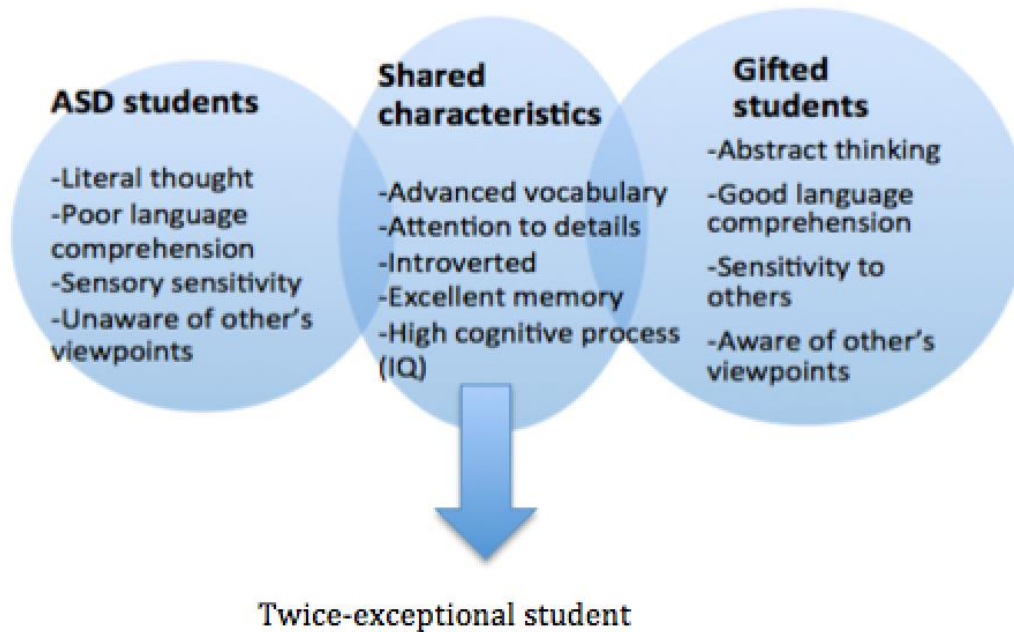 ASD students
-Literal thought
-Poor language
comprehension
-Sensory sensitivity
-Unaware of other's
viewpoints
Shared
characteristics
-Advanced vocabulary
-Attention to details
-Introverted
-Excellent memory
-High cognitive process
(IQ)
Gifted
students
-Abstract thinking
-Good language
comprehension
-Sensitivity to
others
-Aware of other's
viewpoints
Twice-exceptional student